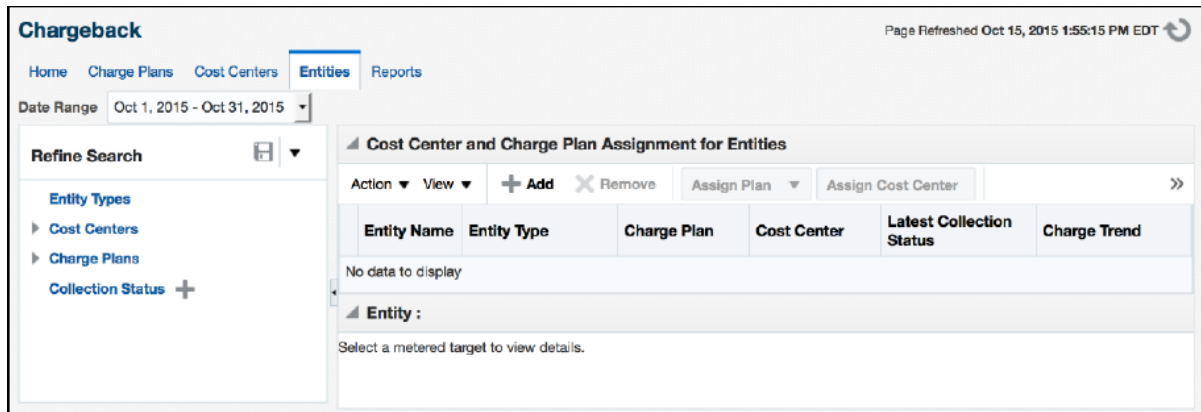 Chargeback
Page Refreshed Oct 15, 2015 1:55:15 PM EDT
Home Charge Plans Cost Centers Entities Reports
Date Range Oct 1, 2015 - Oct 31, 2015
Refine Search
Entity Types
Cost Centers
Charge Plans
Collection Status
Cost Center and Charge Plan Assignment for Entities
Action View Add Remove Assign Plan Assign Cost Center »
Entity Name Entity Type Charge Plan Cost Center Latest Collection Status Charge Trend
No data to display
Entity :
Select a metered target to view details.